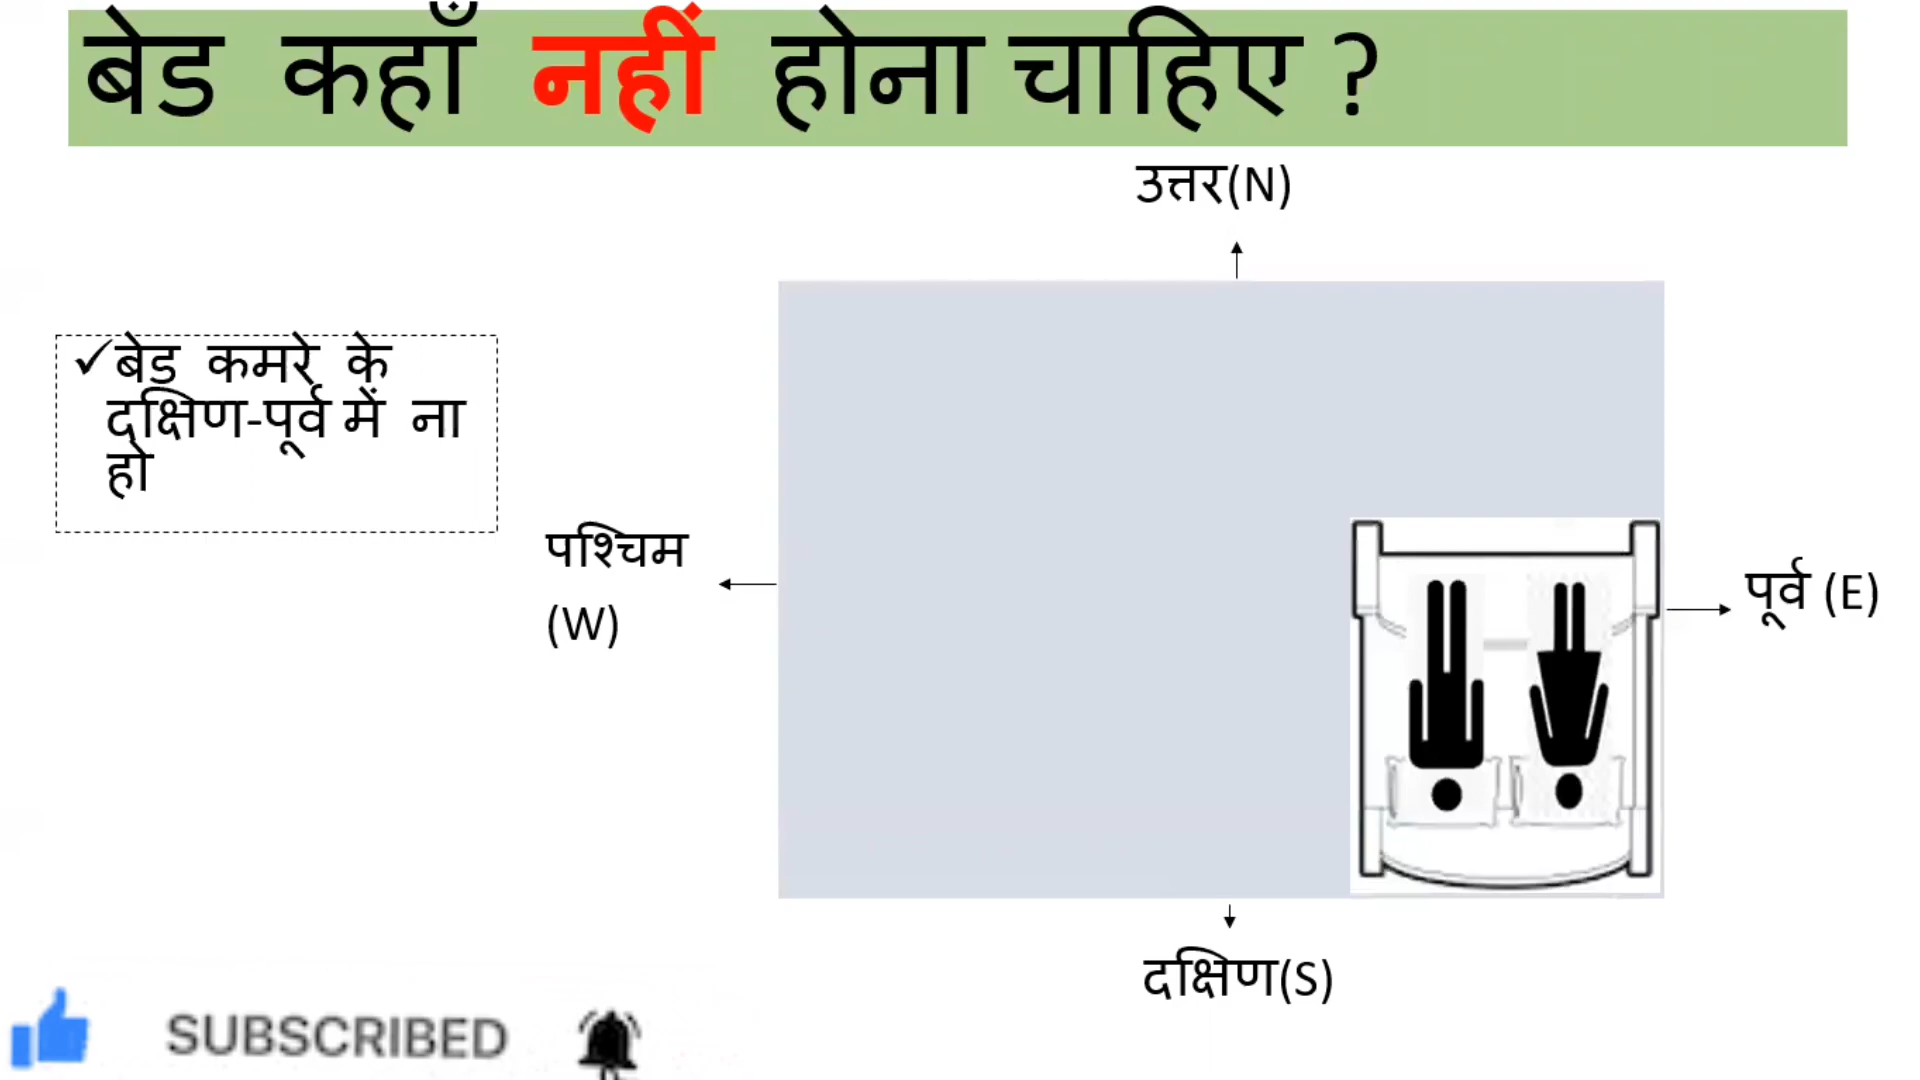 बेड कहाँ नहीं होना चाहिए ?
उत्तर(N)
✓बेड कमरे के
दक्षिण-पूर्व में ना
हो
पश्चिम
(W)
पूर्व (E)
दक्षिण(S)
SUBSCRIBED